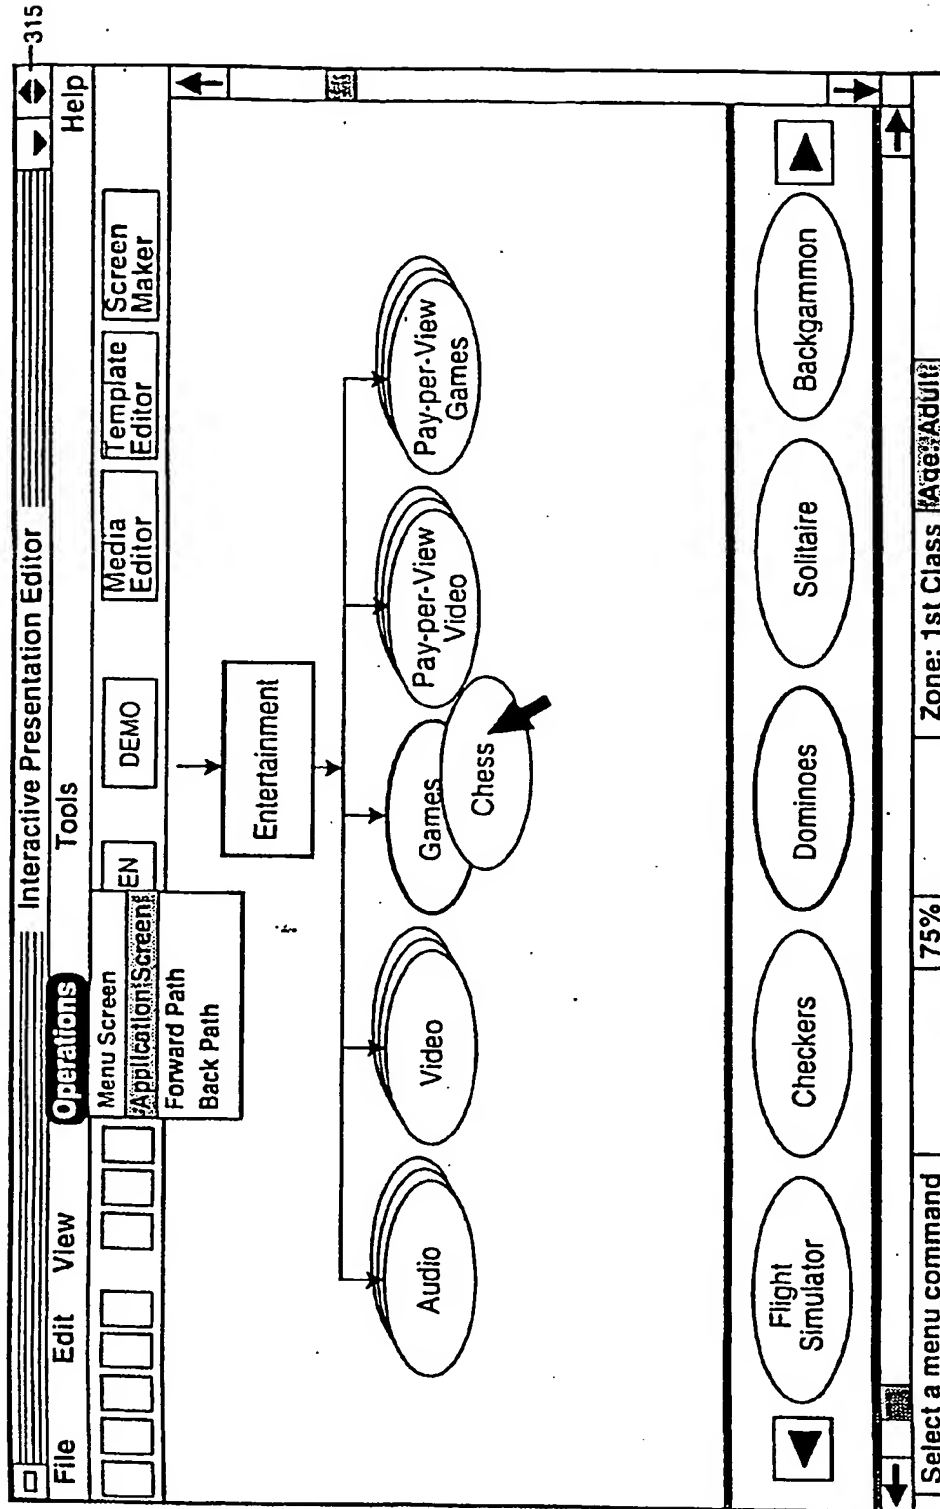 315
Interactive Presentation Editor
File Edit View Operations Tools Help
Menu Screen
Application Screen
Forward Path
Back Path
EN
DEMO
Media
Editor
Template
Editor
Screen
Maker
Entertainment
Audio
Video
Games
Chess
Pay-per-View
Video
Pay-per-View
Games
Flight
Simulator
Checkers
Dominoes
Solitaire
Backgammon
Select a menu command
75%
Zone: 1st Class
Age: Adult